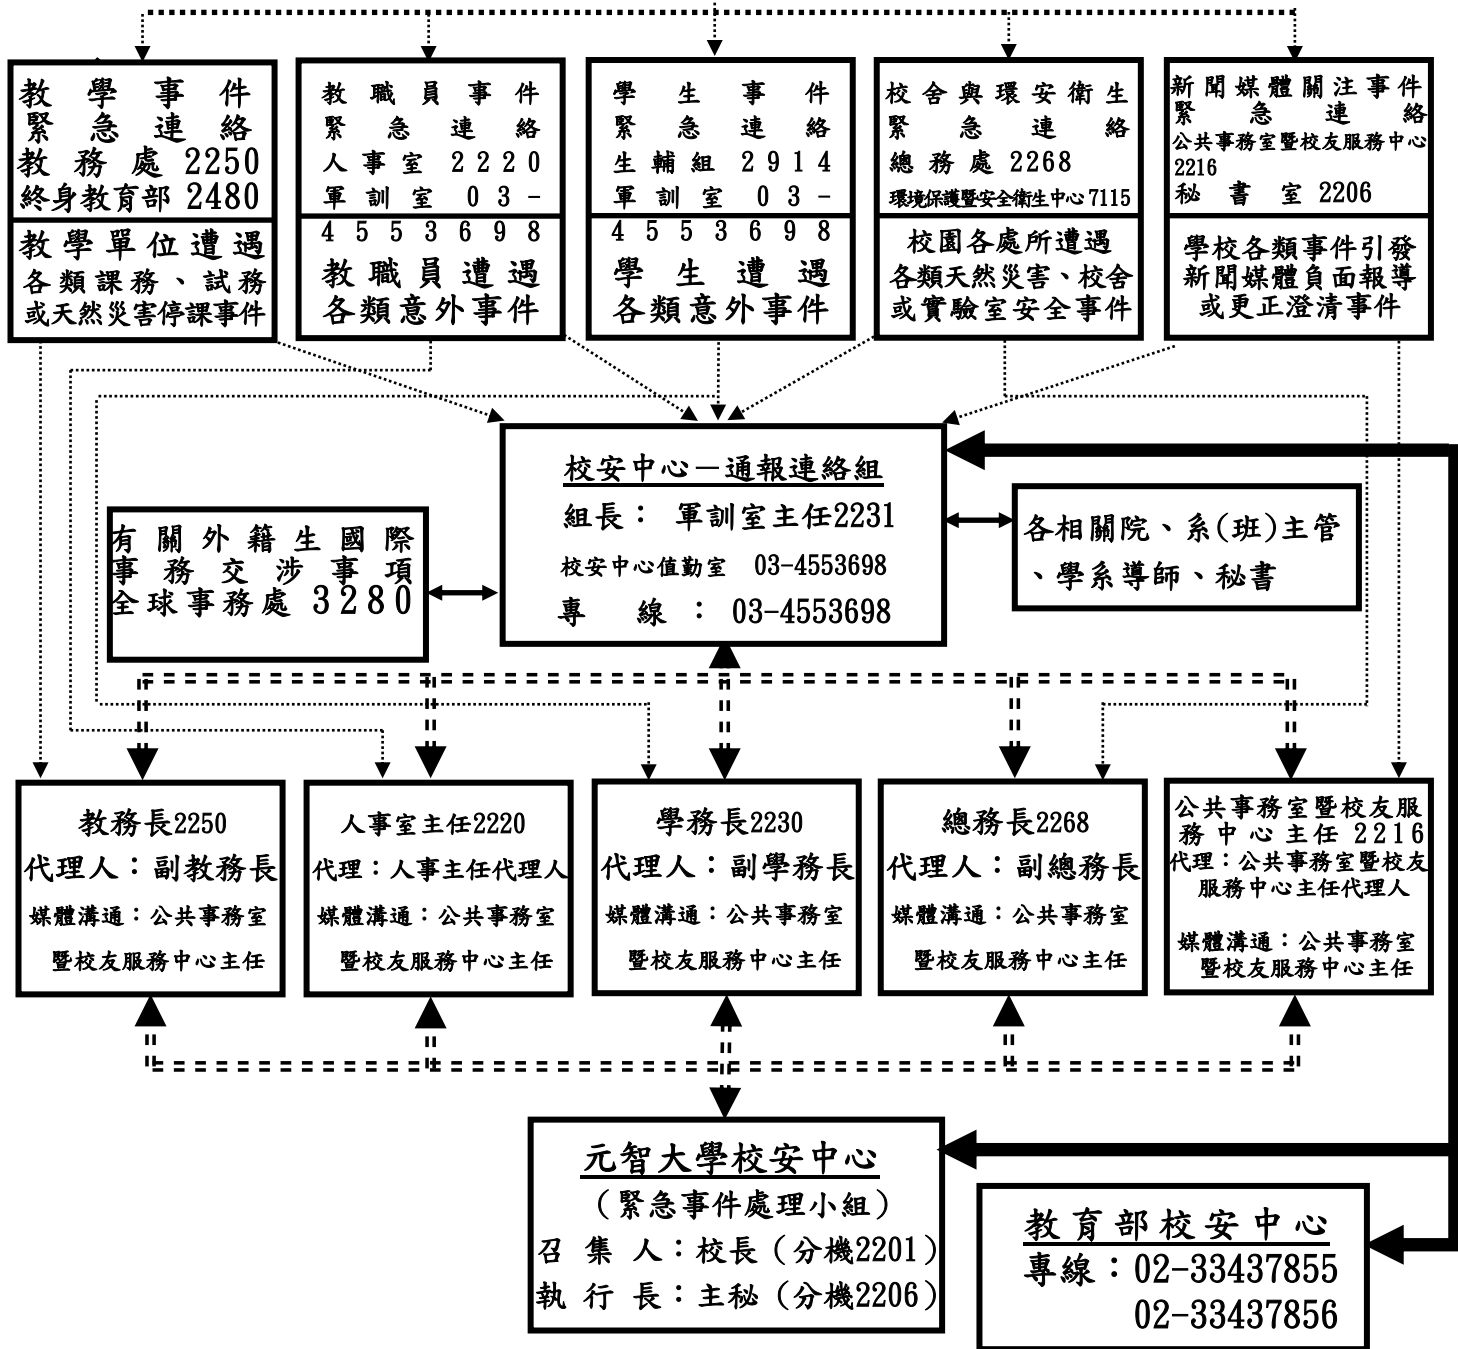 教學事件
緊急連絡
教務處 2250
終身教育部 2480
教學單位遭遇
各類課務、試務
或天然災害停課事件
教職員事件
緊急連絡
人事室 2220
軍訓室 03-
4553698
教職員遭遇
各類意外事件
學生事件
緊急連絡
生輔組 2914
軍訓室 03-
4553698
學生遭遇
各類意外事件
校舍與環安衛生
緊急連絡
總務處 2268
環境保護暨安全衛生中心 7115
校園各處所遭遇
各類天然災害、校舍
或實驗室安全事件
新聞媒體關注事件
緊急連絡
公共事務室暨校友服務中心
2216
秘書室 2206
學校各類事件引發
新聞媒體負面報導
或更正澄清事件
校安中心－通報連絡組
組長： 軍訓室主任2231
校安中心值勤室 03-4553698
專線：03-4553698
有關外籍生國際
事務交涉事項
全球事務處 3280
各相關院、系(班)主管
、學系導師、秘書
教務長2250
代理人：副教務長
媒體溝通：公共事務室
暨校友服務中心主任
人事室主任2220
代理：人事主任代理人
媒體溝通：公共事務室
暨校友服務中心主任
學務長2230
代理人：副學務長
媒體溝通：公共事務室
暨校友服務中心主任
總務長2268
代理人：副總務長
媒體溝通：公共事務室
暨校友服務中心主任
公共事務室暨校友服
務中心主任 2216
代理：公共事務室暨校友
服務中心主任代理人
媒體溝通：公共事務室
暨校友服務中心主任
元智大學校安中心
（緊急事件處理小組）
召集人：校長（分機2201）
執行長：主秘（分機2206）
教育部校安中心
專線：02-33437855
02-33437856